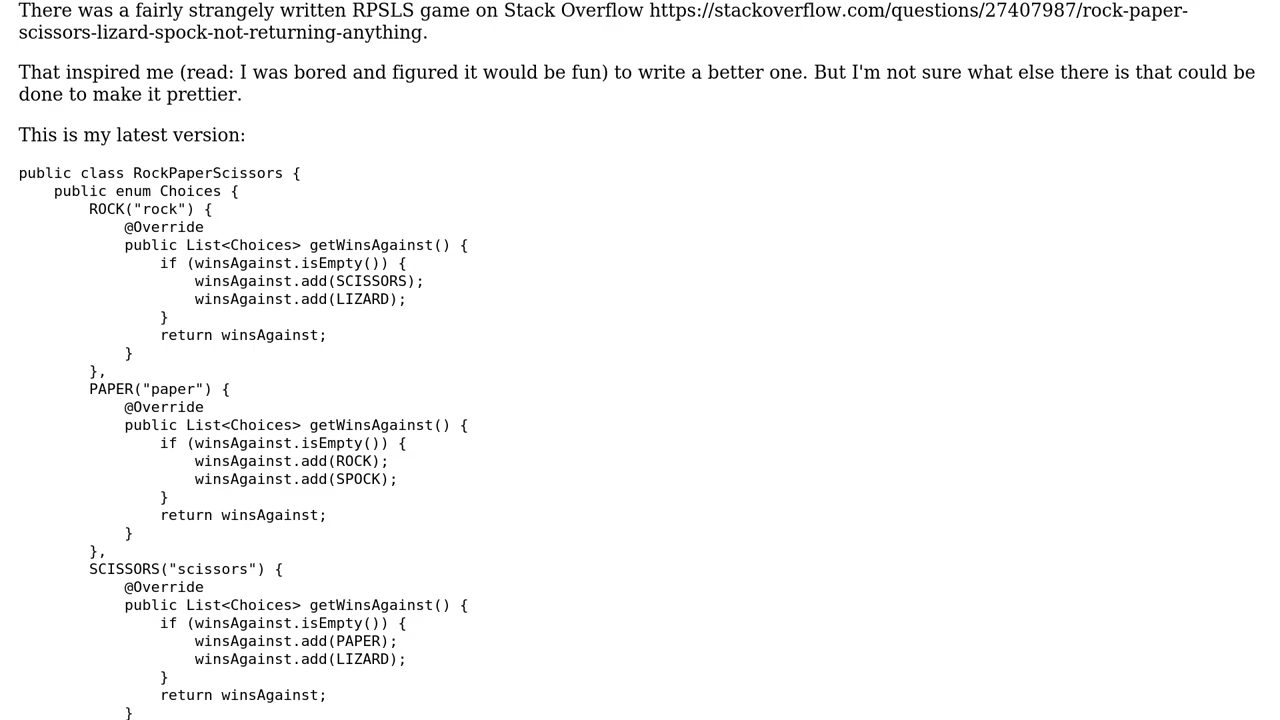 There was a fairly strangely written RPSLS game on Stack Overflow https://stackoverflow.com/questions/27407987/rock-paper-
scissors-lizard-spock-not-returning-anything.
That inspired me (read: I was bored and figured it would be fun) to write a better one. But I'm not sure what else there is that could be
done to make it prettier.
This is my latest version:
public class RockPaperScissors {
    public enum Choices {
        ROCK("rock") {
            @Override
            public List<Choices> getWinsAgainst() {
                if (winsAgainst.isEmpty()) {
                    winsAgainst.add(SCISSORS);
                    winsAgainst.add(LIZARD);
                }
                return winsAgainst;
            }
        },
        PAPER("paper") {
            @Override
            public List<Choices> getWinsAgainst() {
                if (winsAgainst.isEmpty()) {
                    winsAgainst.add(ROCK);
                    winsAgainst.add(SPOCK);
                }
                return winsAgainst;
            }
        },
        SCISSORS("scissors") {
            @Override
            public List<Choices> getWinsAgainst() {
                if (winsAgainst.isEmpty()) {
                    winsAgainst.add(PAPER);
                    winsAgainst.add(LIZARD);
                }
                return winsAgainst;
            }